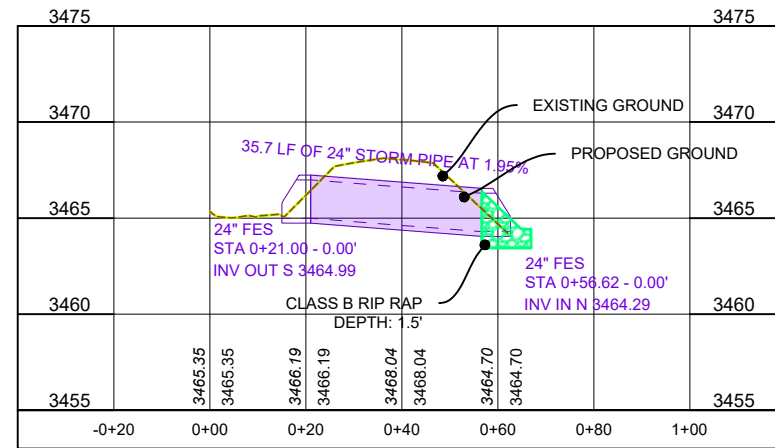 3475 3475
3470 3470
EXISTING GROUND
35.7 LF OF 24" STORM PIPE AT 1.95%
PROPOSED GROUND
3465 3465
24" FES
STA 0+21.00 - 0.00'
INV OUT S 3464.99
24" FES
STA 0+56.62 - 0.00'
INV IN N 3464.29
CLASS B RIP RAP
DEPTH: 1.5'
3460 3460
3465.35 3465.35 3466.19 3466.19 3468.04 3468.04 3464.70 3464.70
3455 3455
-0+20 0+00 0+20 0+40 0+60 0+80 1+00